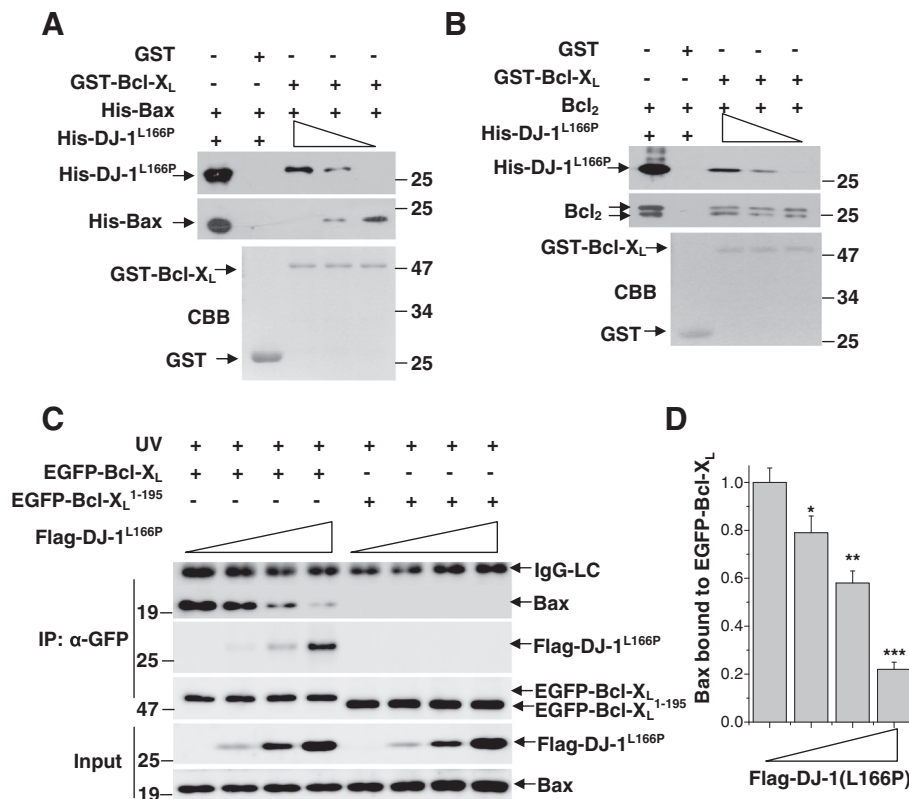 A
GST - + - - -
GST-Bcl-XL - - + + +
His-Bax + + + + +
His-DJ-1L166P + +
His-DJ-1L166P
25
25
His-Bax
GST-Bcl-XL
47
34
CBB
GST
25
B
GST - + - - -
GST-Bcl-XL - - + + +
Bcl2 + + + + +
His-DJ-1L166P + +
His-DJ-1L166P
25
Bcl2
25
GST-Bcl-XL
47
CBB
34
GST
25
C
UV + + + + + + + +
EGFP-Bcl-XL + + + + - - - -
EGFP-Bcl-XL1-195 - - - - + + + +
Flag-DJ-1L166P
IgG-LC
19
Bax
IP: α-GFP
Flag-DJ-1L166P
25
EGFP-Bcl-XL
EGFP-Bcl-XL1-195
47
Input
Flag-DJ-1L166P
25
Bax
19
D
Bax bound to EGFP-Bcl-XL
1.0
0.8
0.6
0.4
0.2
0.0
*
**
***
Flag-DJ-1(L166P)